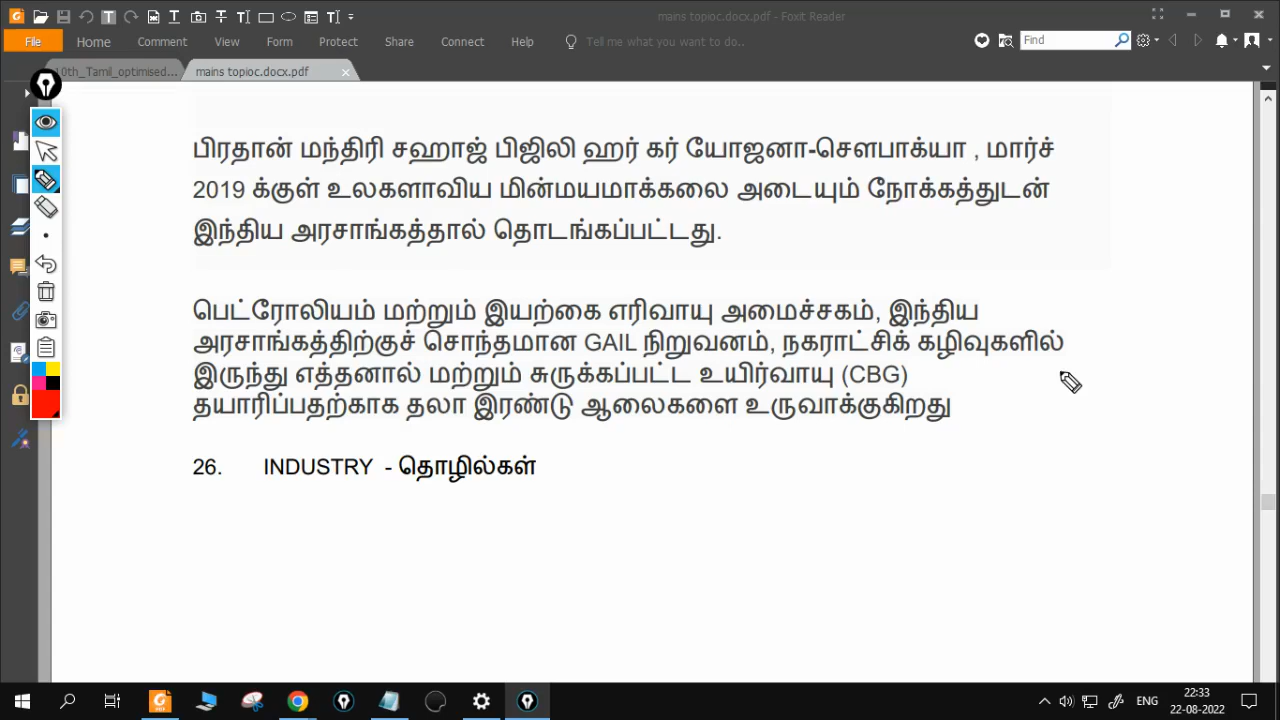 mains topioc.docx.pdf - Foxit Reader
File Home Comment View Form Protect Share Connect Help Tell me what you want to do.. Find
10th_Tamil_optimised... mains topioc.docx.pdf
பிரதான் மந்திரி சஹாஜ் பிஜிலி ஹர் கர் யோஜனா-சௌபாக்யா , மார்ச்
2019 க்குள் உலகளாவிய மின்மயமாக்கலை அடையும் நோக்கத்துடன்
இந்திய அரசாங்கத்தால் தொடங்கப்பட்டது.
பெட்ரோலியம் மற்றும் இயற்கை எரிவாயு அமைச்சகம், இந்திய
அரசாங்கத்திற்குச் சொந்தமான GAIL நிறுவனம், நகராட்சிக் கழிவுகளில்
இருந்து எத்தனால் மற்றும் சுருக்கப்பட்ட உயிர்வாயு (CBG)
தயாரிப்பதற்காக தலா இரண்டு ஆலைகளை உருவாக்குகிறது
26. INDUSTRY - தொழில்கள்
ENG 22:33
22-08-2022